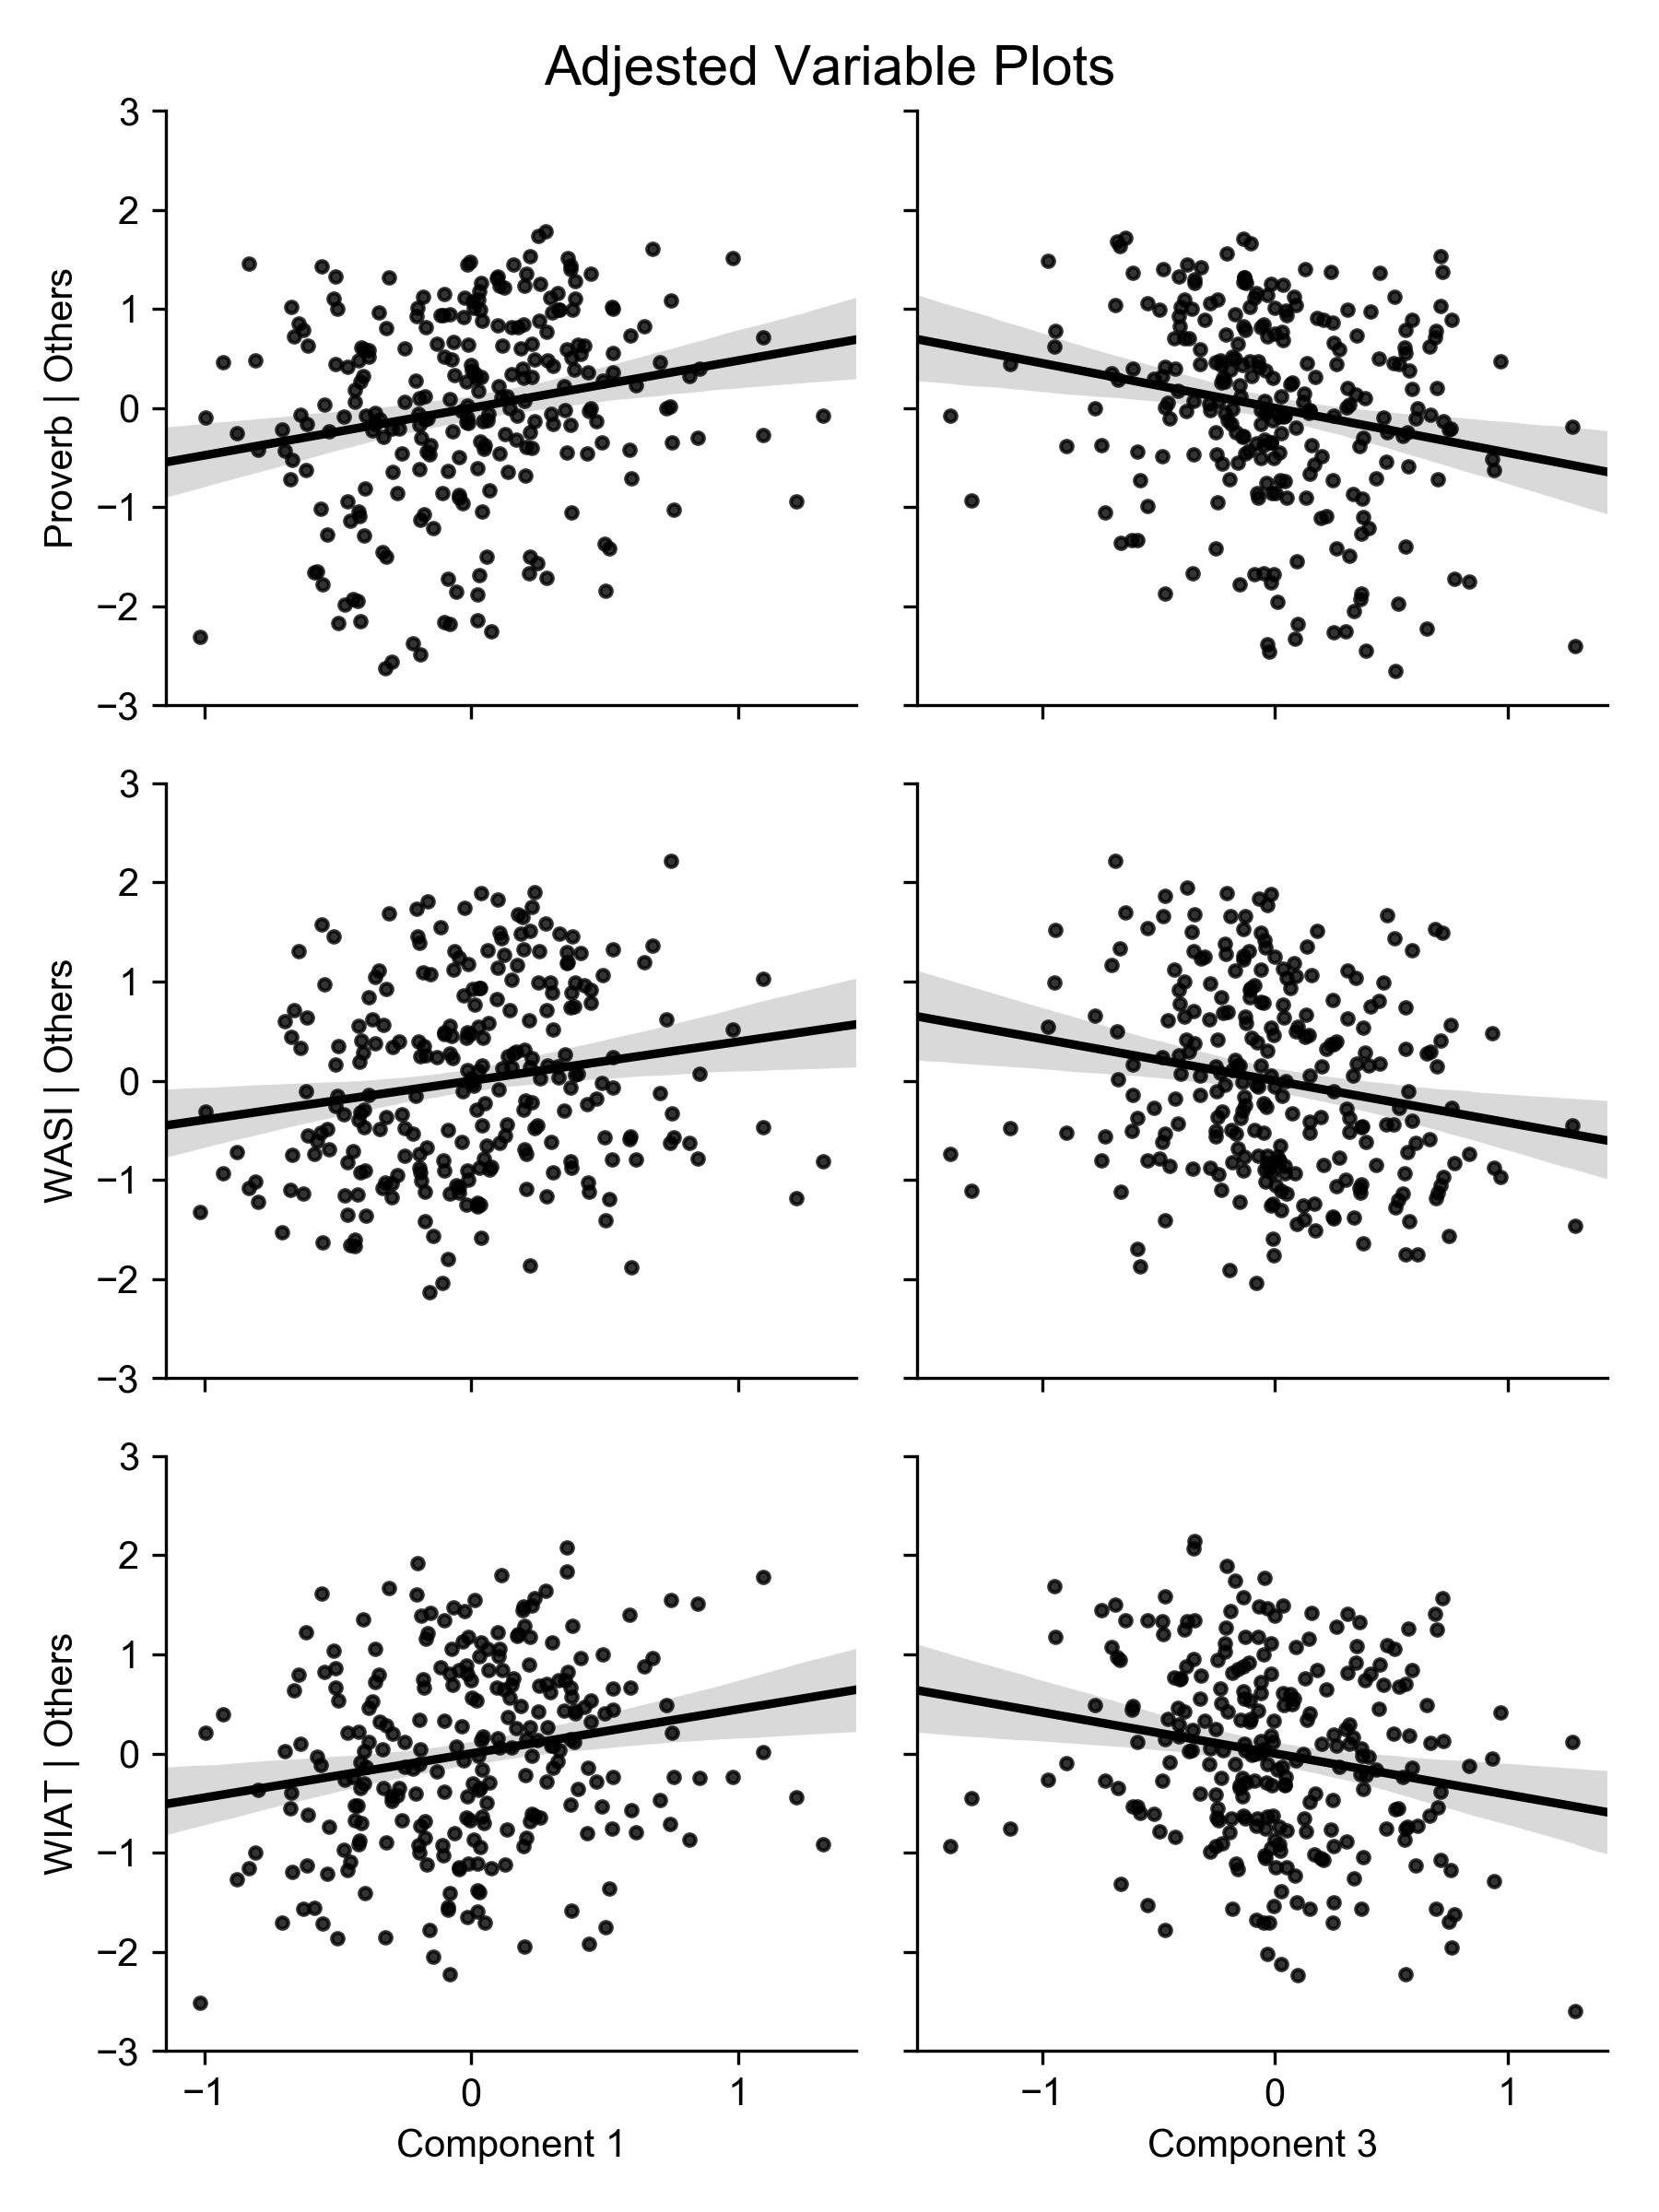 Adjested Variable Plots
3
2
1
0
−1
−2
−3
Proverb | Others
3
2
1
0
−1
−2
−3
WASI | Others
3
2
1
0
−1
−2
−3
WIAT | Others
−1 0 1
−1 0 1
Component 1
Component 3